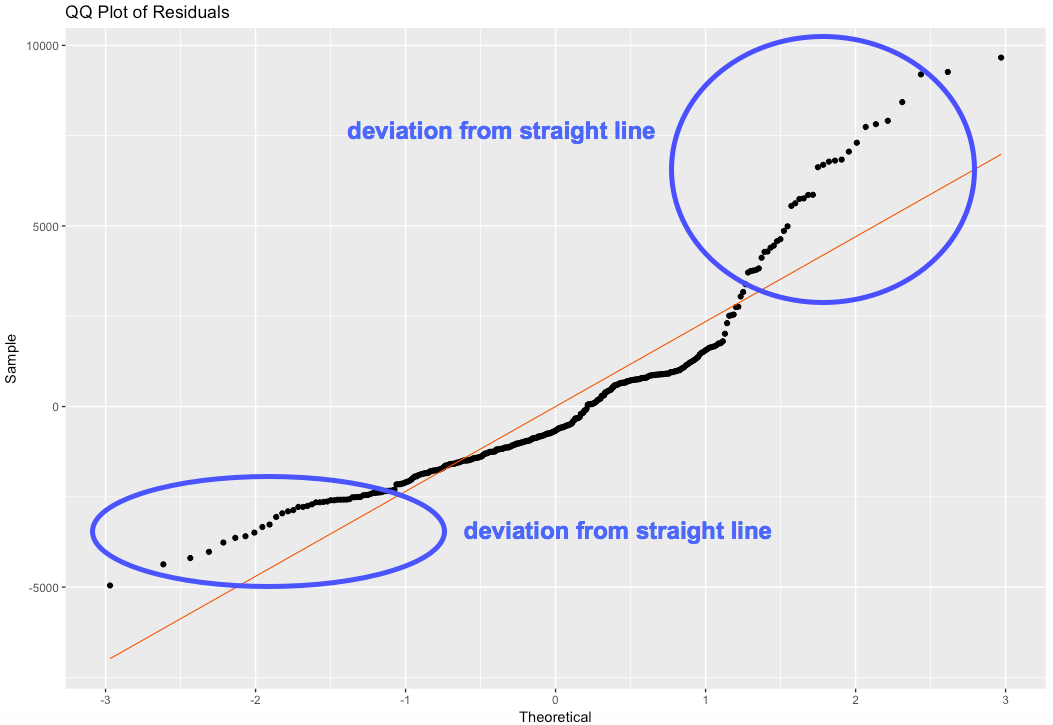 QQ Plot of Residuals
10000
deviation from straight line
5000
Sample
0
deviation from straight line
-5000
-3 -2 -1 0 1 2 3
Theoretical